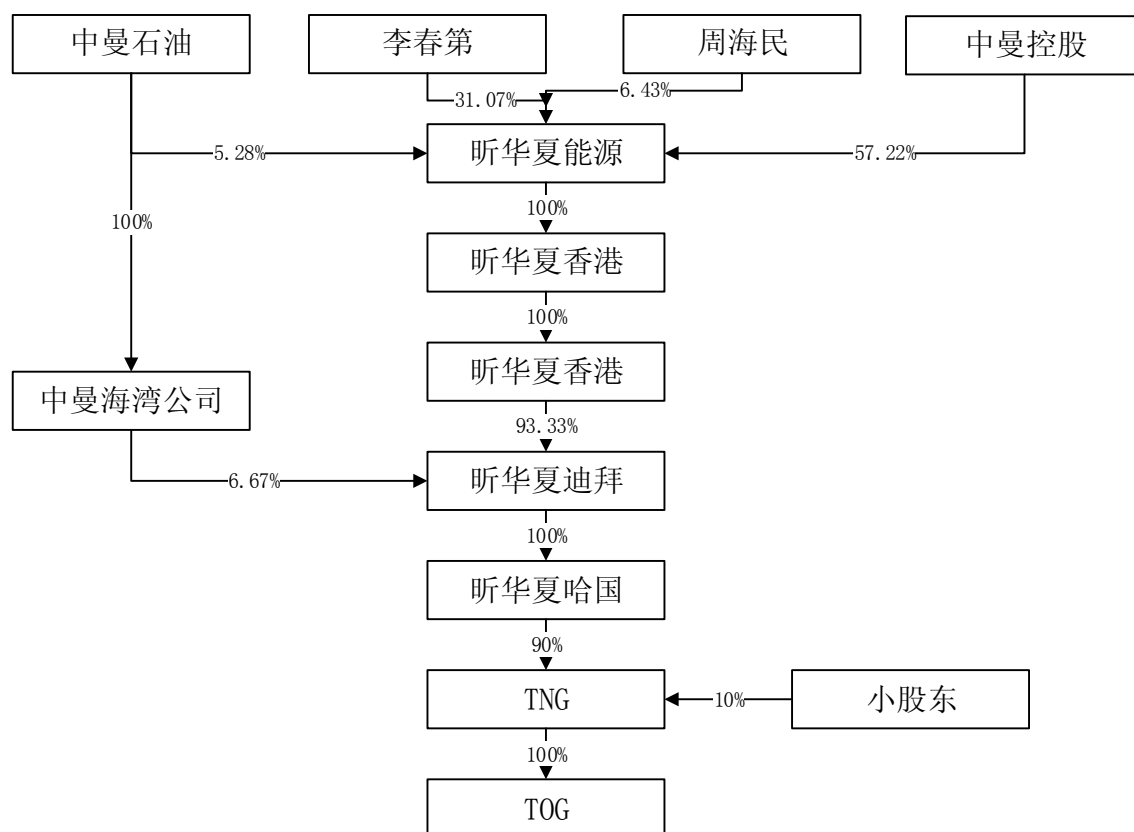 中曼石油
李春第
周海民
中曼控股
31.07%
6.43%
5.28%
昕华夏能源
57.22%
100%
100%
昕华夏香港
100%
昕华夏香港
中曼海湾公司
93.33%
6.67%
昕华夏迪拜
100%
昕华夏哈国
90%
TNG
10%
小股东
100%
TOG